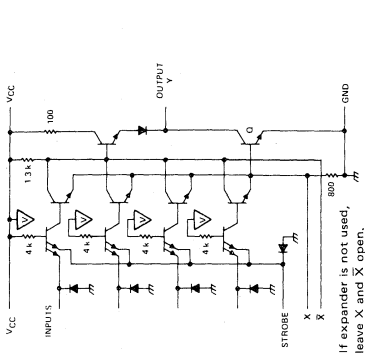 VCC
VCC
4 k
V
1.3 k
100
INPUTS
4 k
V
4 k
V
4 k
V
OUTPUT
Y
Q
STROBE
X
X̅
800
GND
If expander is not used,
leave X and X̅ open.